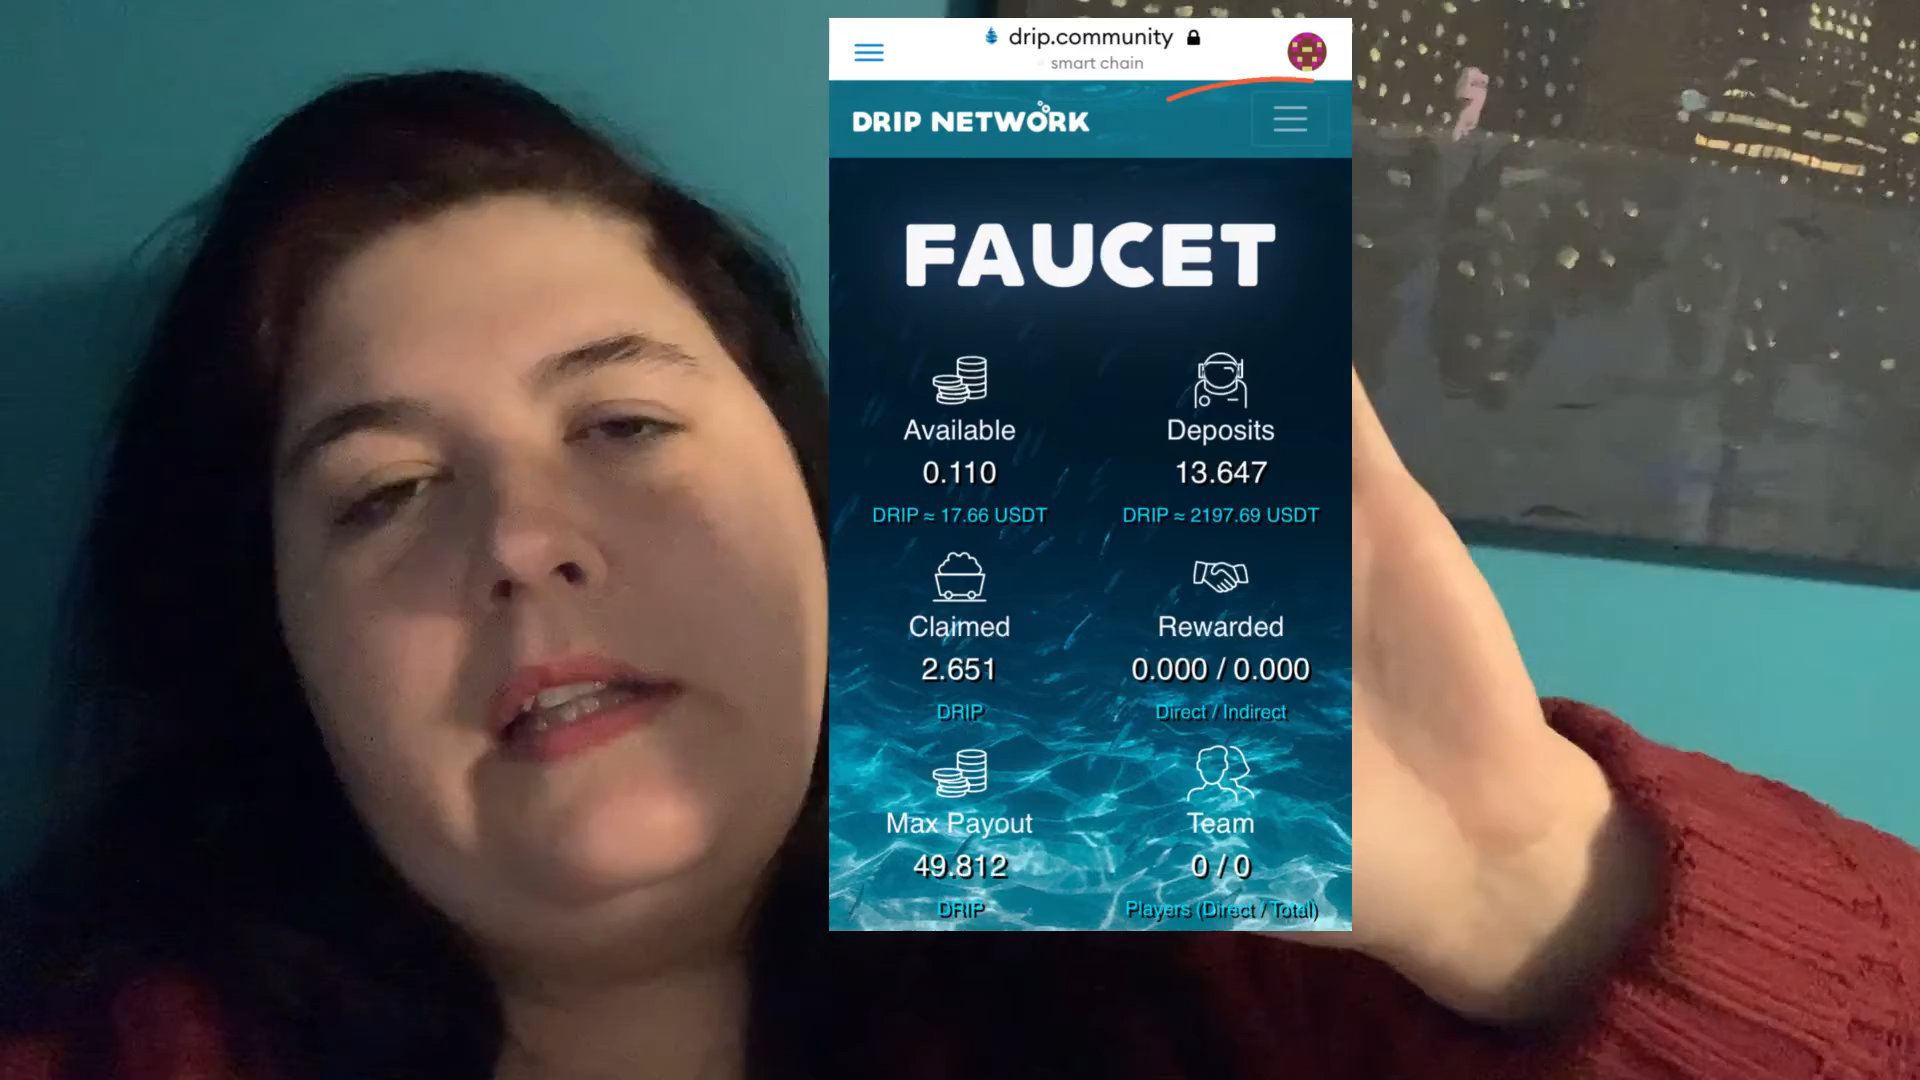 drip.community
smart chain
DRIP NETWORK
FAUCET
Available
0.110
DRIP ≈ 17.66 USDT
Deposits
13.647
DRIP ≈ 2197.69 USDT
Claimed
2.651
DRIP
Rewarded
0.000 / 0.000
Direct / Indirect
Max Payout
49.812
DRIP
Team
0 / 0
Players (Direct / Total)